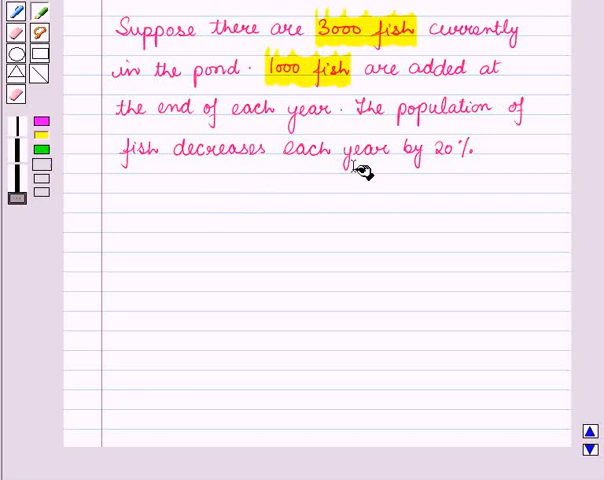 Suppose there are 3000 fish currently
in the pond. 1000 fish are added at
the end of each year. The population of
fish decreases each year by 20%.